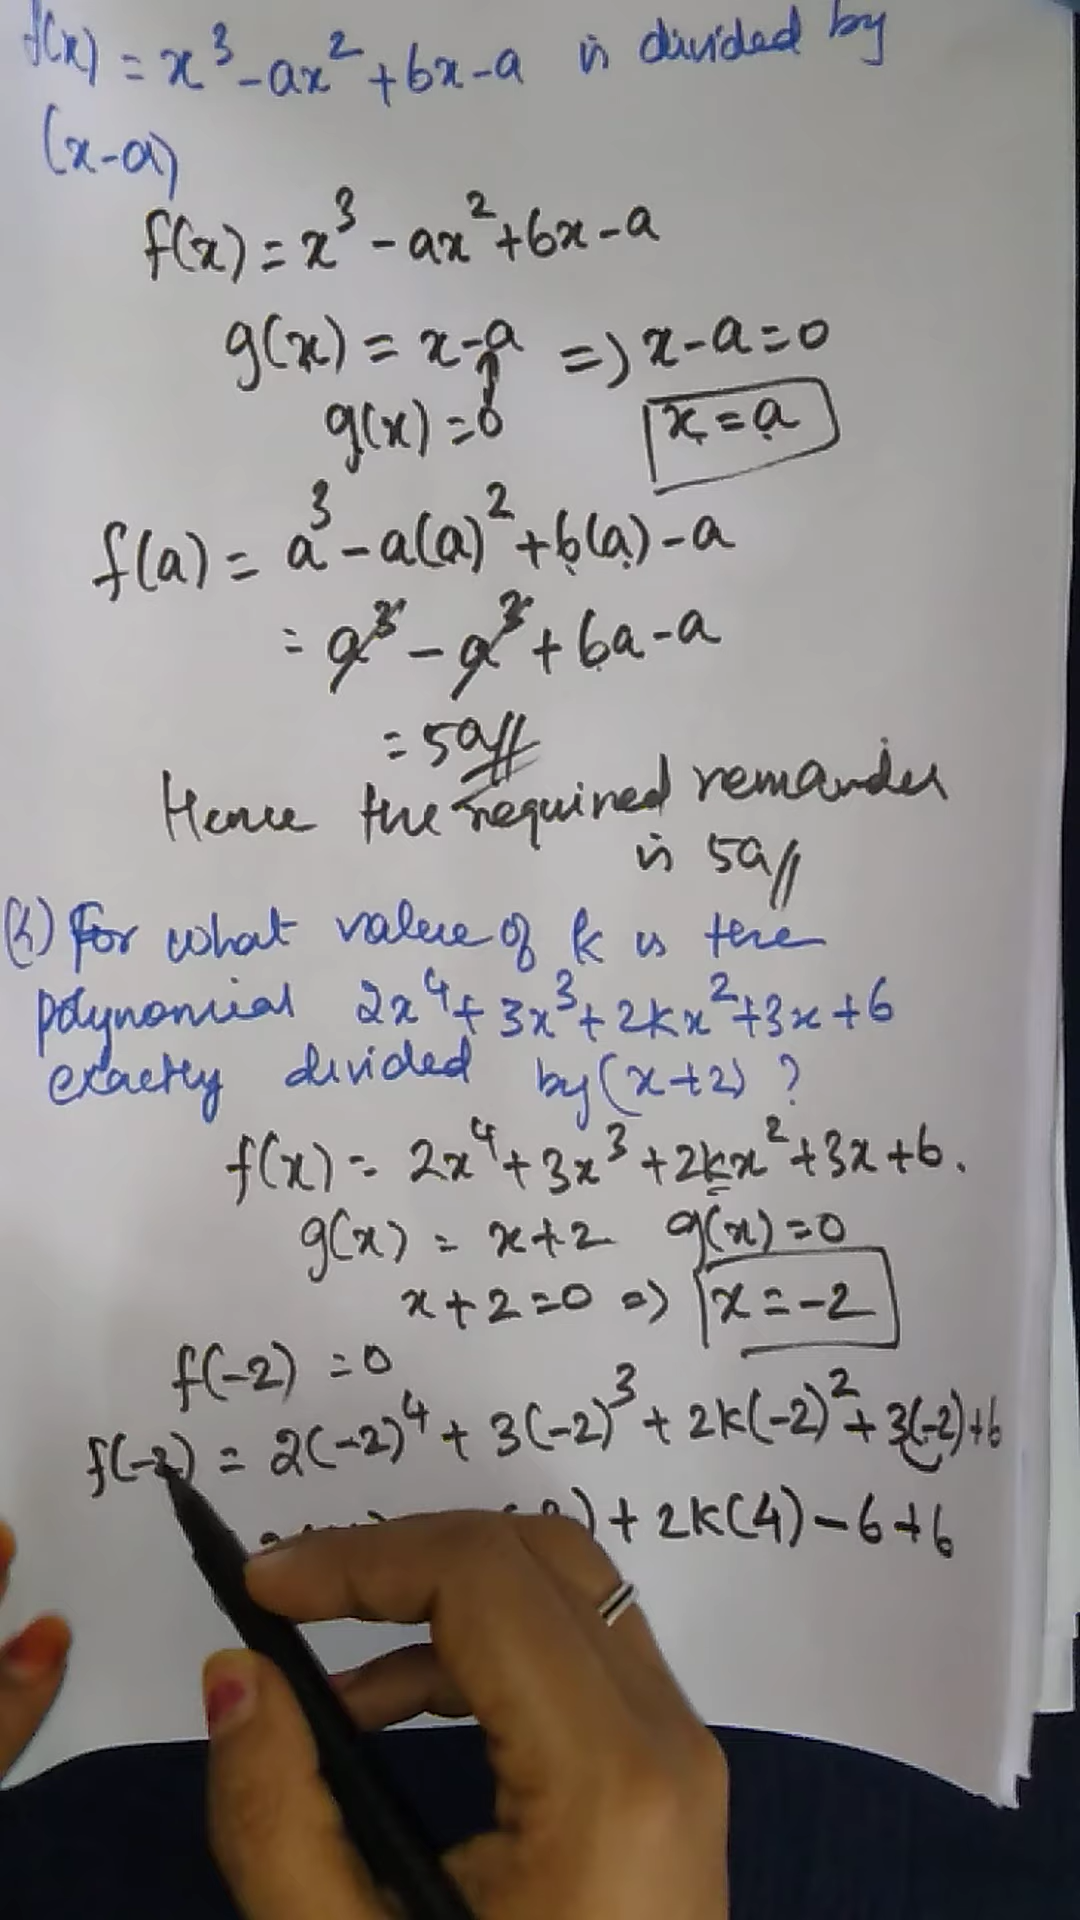 f(x) = x³ - ax² + 6x - a is divided by
(x-a)
f(x) = x³ - ax² + 6x - a
g(x) = x - a => x - a = 0
g(x) = 0 x = a
f(a) = a³ - a(a)² + 6(a) - a
= a³ - a³ + 6a - a
= 5a//
Hence the required remainder
is 5a//
For what value of k is the
polynomial 2x⁴ + 3x³ + 2kx² + 3x + 6
exactly divided by (x+2) ?
f(x) = 2x⁴ + 3x³ + 2kx² + 3x + 6.
g(x) = x + 2 g(x) = 0
x + 2 = 0 => x = -2
f(-2) = 0
f(-2) = 2(-2)⁴ + 3(-2)³ + 2k(-2)² + 3(-2) + 6
) + 2k(4) - 6 + 6